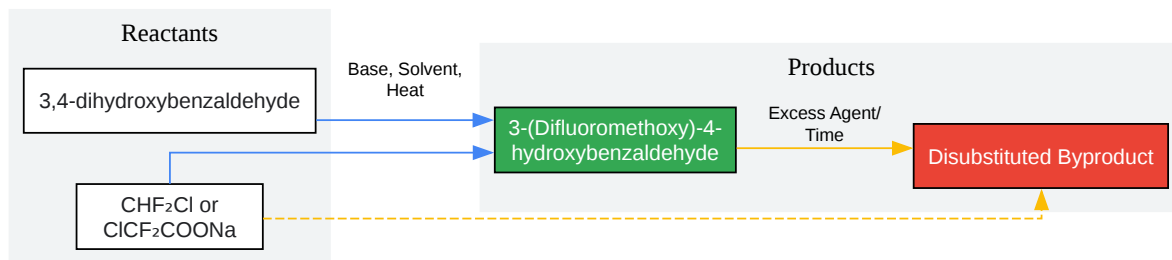 Reactants
3,4-dihydroxybenzaldehyde
CHF₂Cl or
ClCF₂COONa
Base, Solvent,
Heat
Products
3-(Difluoromethoxy)-4-
hydroxybenzaldehyde
Excess Agent/
Time
Disubstituted Byproduct